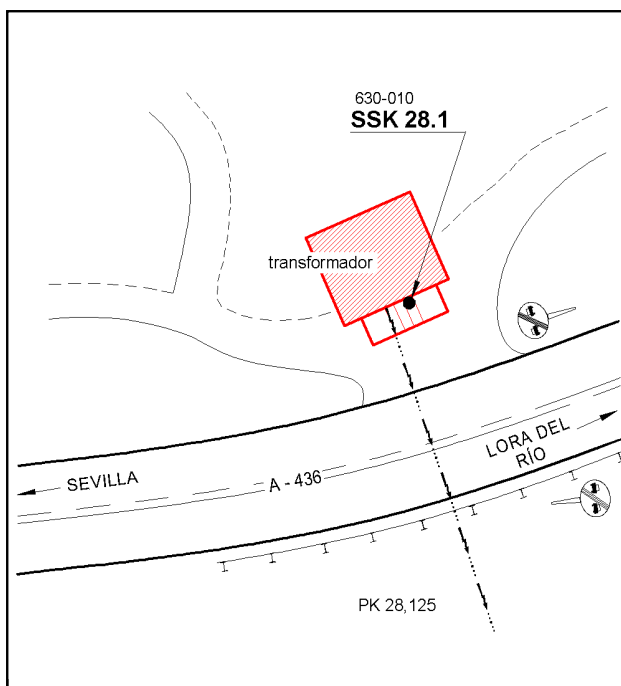 630-010
SSK 28.1
transformador
LORA DEL
RÍO
SEVILLA
A - 436
PK 28,125